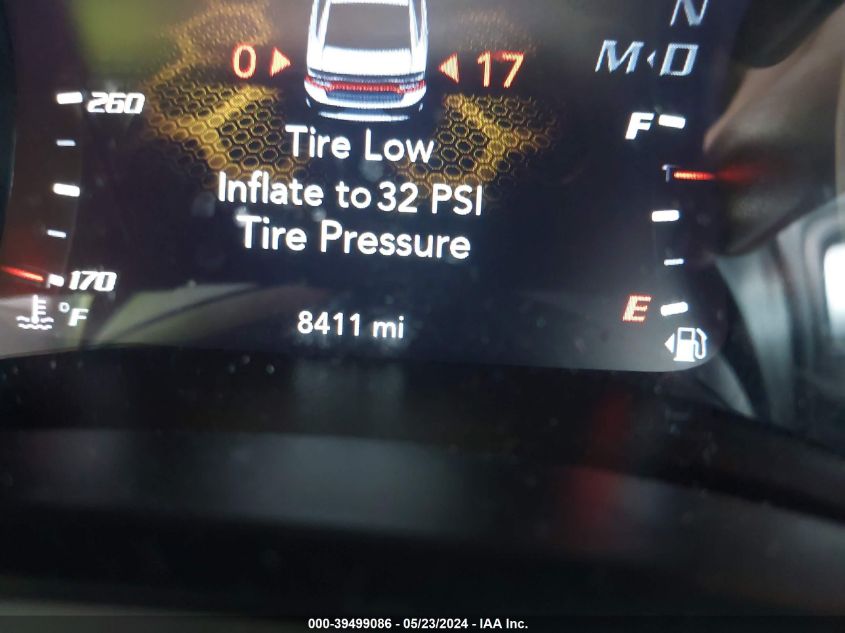 N
0 17
M D
260
F
Tire Low
Inflate to 32 PSI
Tire Pressure
170
°F
E
8411 mi
000-39499086 - 05/23/2024 - IAA Inc.